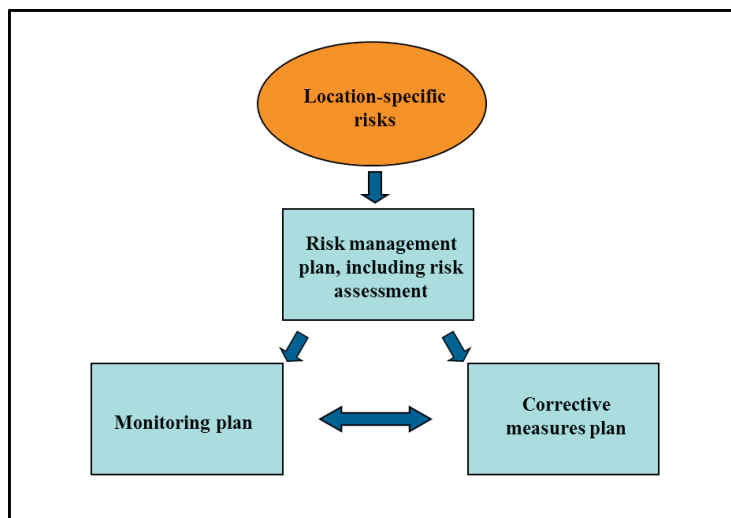 Location-specific
risks
Risk management
plan, including risk
assessment
Monitoring plan
Corrective
measures plan